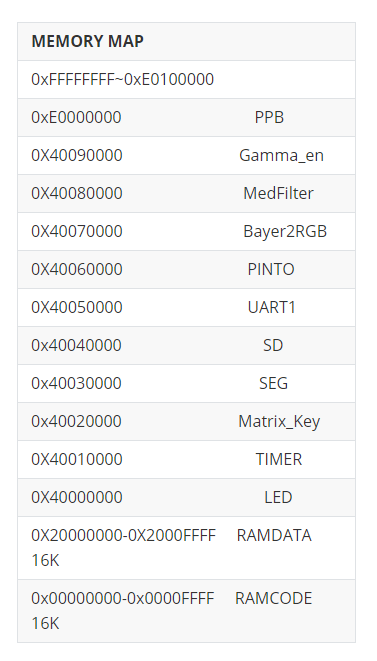 MEMORY MAP
0xFFFFFFFF~0xE0100000
0xE0000000 PPB
0X40090000 Gamma_en
0X40080000 MedFilter
0X40070000 Bayer2RGB
0X40060000 PINTO
0X40050000 UART1
0x40040000 SD
0x40030000 SEG
0x40020000 Matrix_Key
0X40010000 TIMER
0X40000000 LED
0X20000000-0X2000FFFF RAMDATA
16K
0x00000000-0x0000FFFF RAMCODE
16K